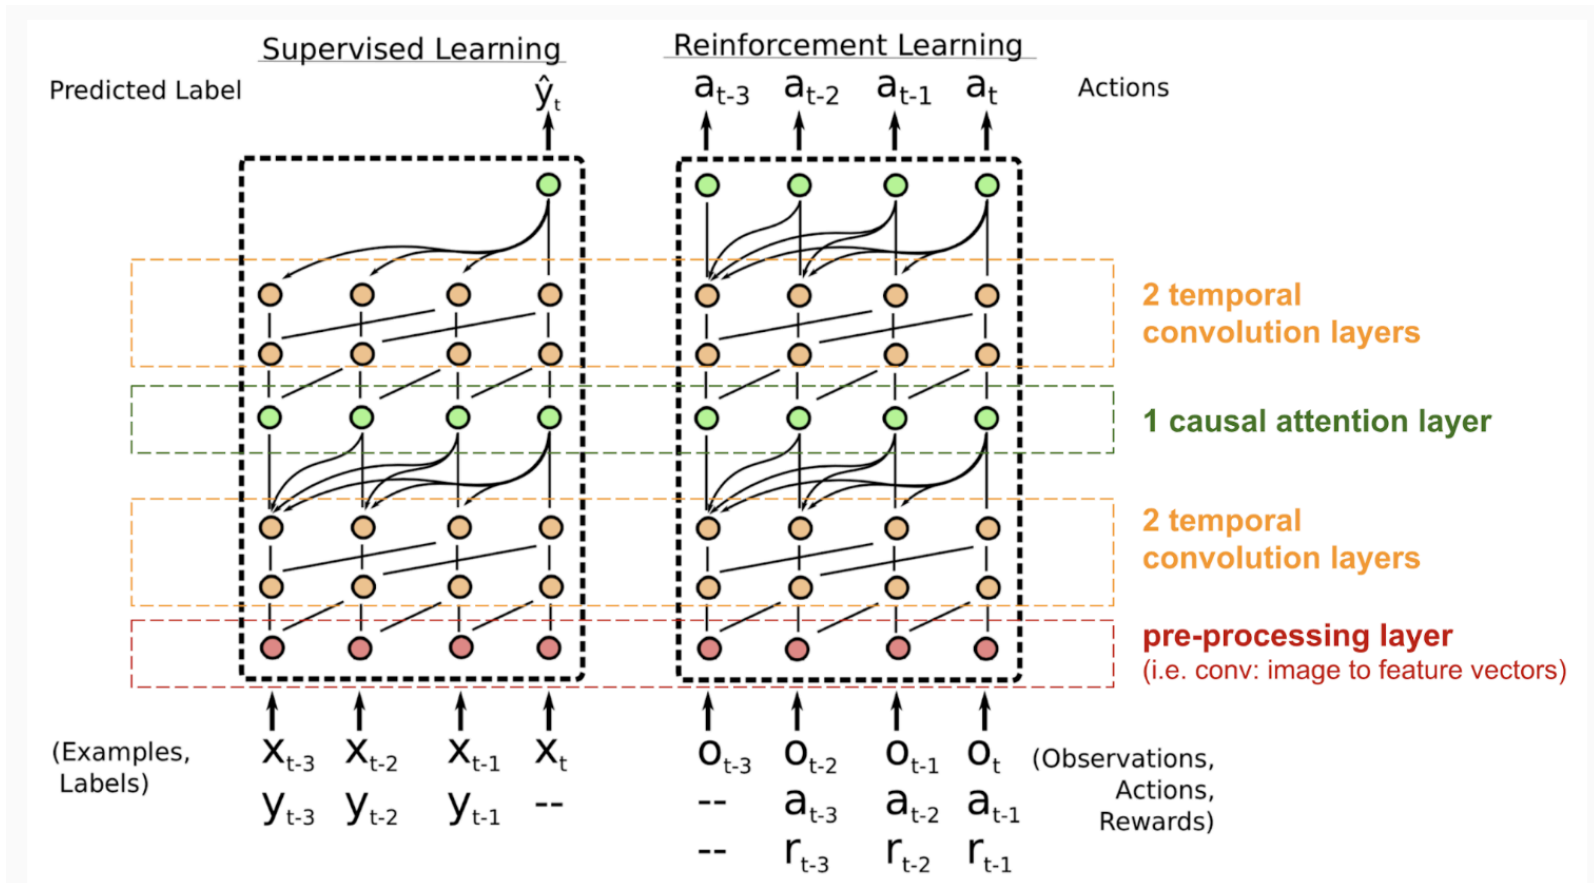 Supervised Learning
Reinforcement Learning
Predicted Label
ŷt
at-3 at-2 at-1 at
Actions
2 temporal
convolution layers
1 causal attention layer
2 temporal
convolution layers
pre-processing layer
(i.e. conv: image to feature vectors)
(Examples,
Labels)
xt-3 xt-2 xt-1 xt
yt-3 yt-2 yt-1 --
ot-3 ot-2 ot-1 ot
-- at-3 at-2 at-1
-- rt-3 rt-2 rt-1
(Observations,
Actions,
Rewards)